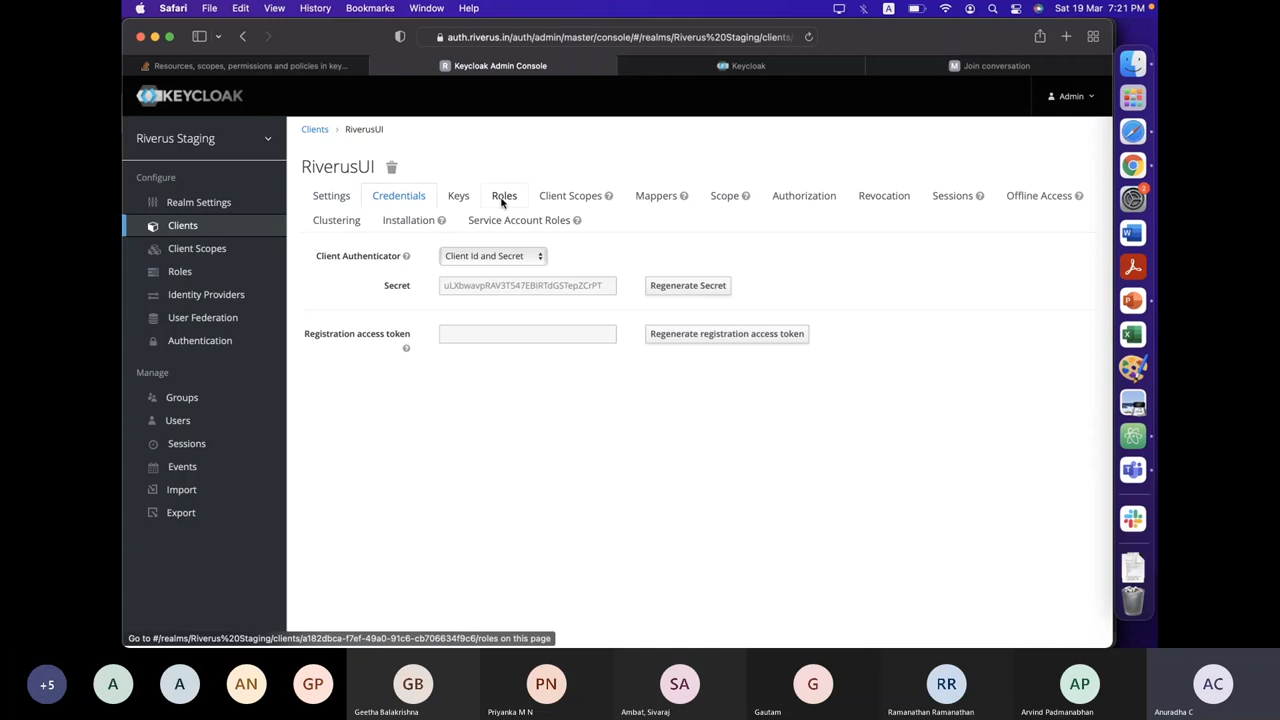 Safari File Edit View History Bookmarks Window Help A Sat 19 Mar 7:21 PM
auth.riverus.in/auth/admin/master/console/#/realms/Riverus%20Staging/clients/
Resources, scopes, permissions and policies in key... R Keycloak Admin Console Keycloak M Join conversation
KEYCLOAK Admin
Riverus Staging
Configure
Realm Settings
Clients
Client Scopes
Roles
Identity Providers
User Federation
Authentication
Manage
Groups
Users
Sessions
Events
Import
Export
Clients > RiverusUI
RiverusUI
Settings Credentials Keys Roles Client Scopes Mappers Scope Authorization Revocation Sessions Offline Access
Clustering Installation Service Account Roles
Client Authenticator Client Id and Secret
Secret uLXbwavpRAV3T547EBIRTdGSTepZCrPT Regenerate Secret
Registration access token Regenerate registration access token
Go to #/realms/Riverus%20Staging/clients/a182dbca-f7ef-49a0-91c6-cb706634f9c6/roles on this page
2
+5 A A AN GP GB PN SA G RR AP AC
Geetha Balakrishna Priyanka M N Ambat, Sivaraj Gautam Ramanathan Ramanathan Arvind Padmanabhan Anuradha C